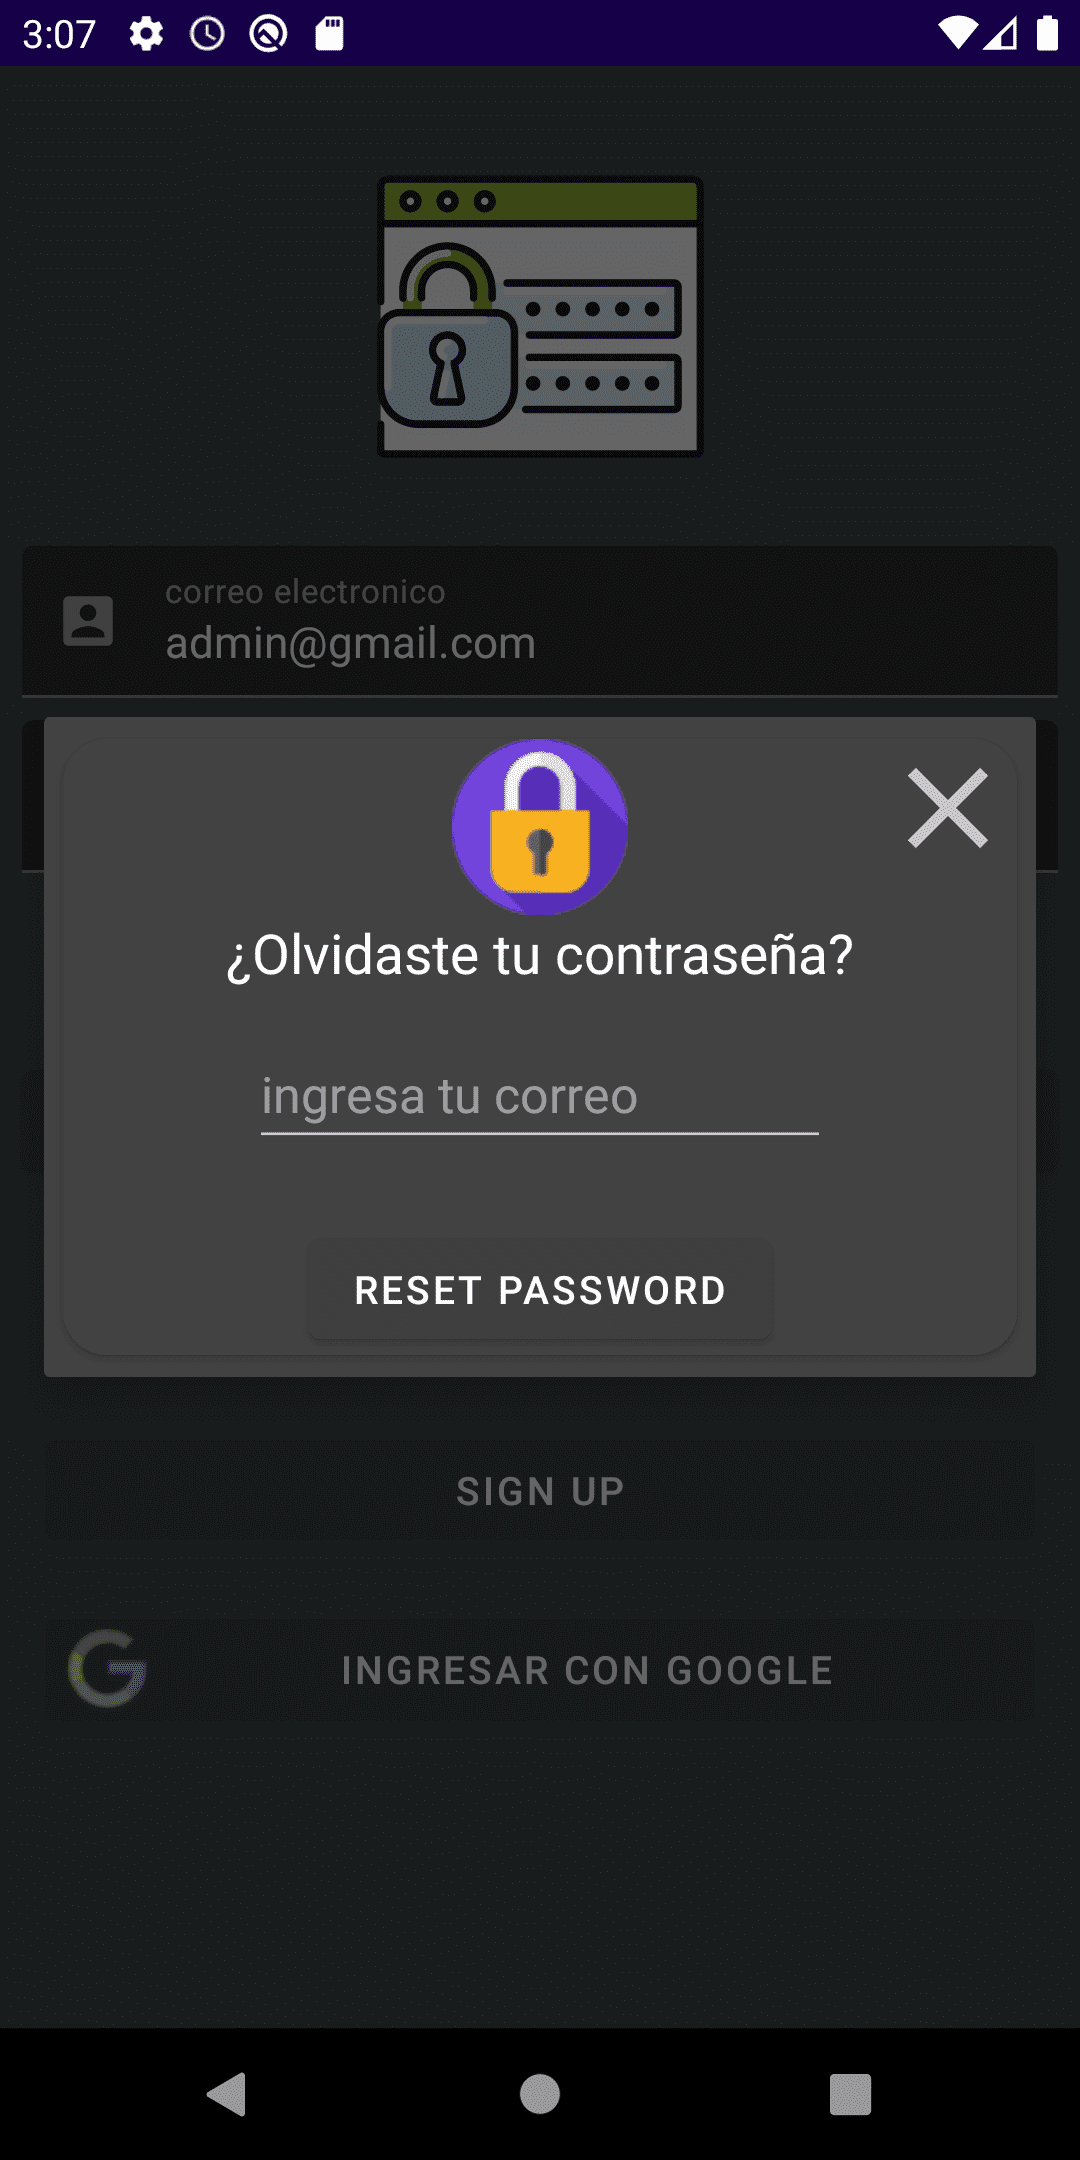 3:07
correo electronico
admin@gmail.com
¿Olvidaste tu contraseña?
ingresa tu correo
RESET PASSWORD
SIGN UP
INGRESAR CON GOOGLE